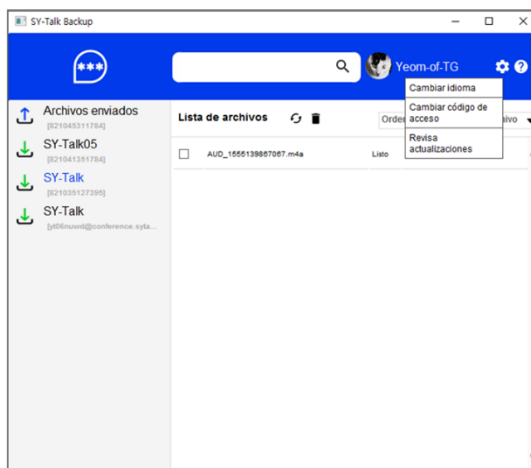 SY-Talk Backup
***
Yeom-of-TG
Cambiar idioma
Cambiar código de
acceso
Revisa
actualizaciones
Archivos enviados
[821045311784]
SY-Talk05
[821041351784]
SY-Talk
[821035127395]
SY-Talk
Lista de archivos
AUD_1555139867067.m4a
Listo